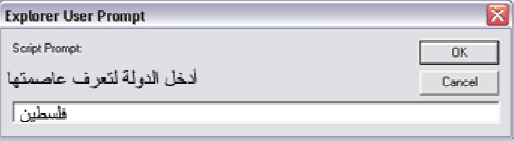 Explorer User Prompt
Script Prompt:
OK
أدخل الدولة لتعرف عاصمتها
Cancel
فلسطين